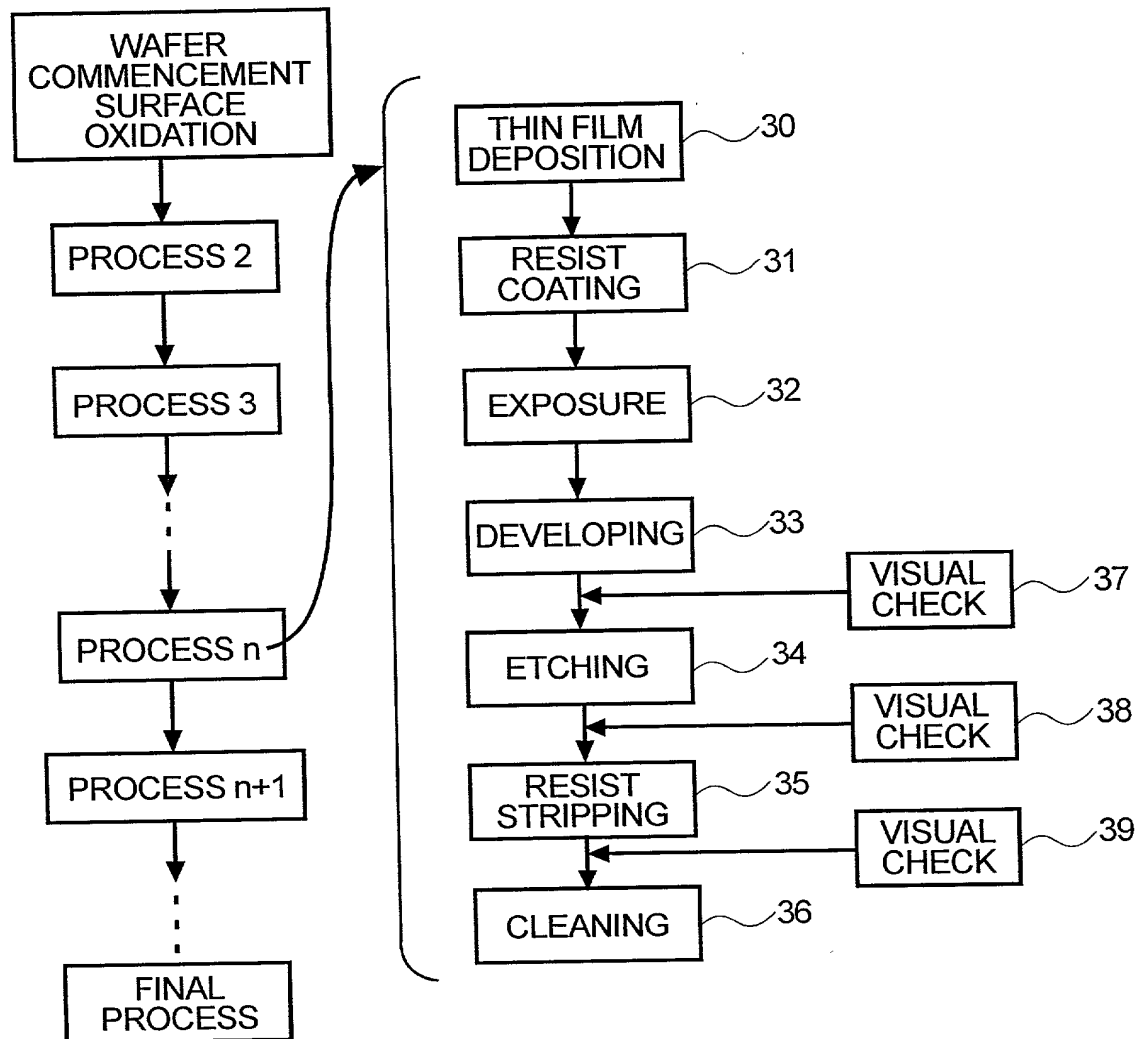 WAFER
COMMENCEMENT
SURFACE
OXIDATION
PROCESS 2
PROCESS 3
PROCESS n
PROCESS n+1
FINAL
PROCESS
THIN FILM
DEPOSITION
30
RESIST
COATING
31
EXPOSURE
32
DEVELOPING
33
VISUAL
CHECK
37
ETCHING
34
VISUAL
CHECK
38
RESIST
STRIPPING
35
VISUAL
CHECK
39
CLEANING
36